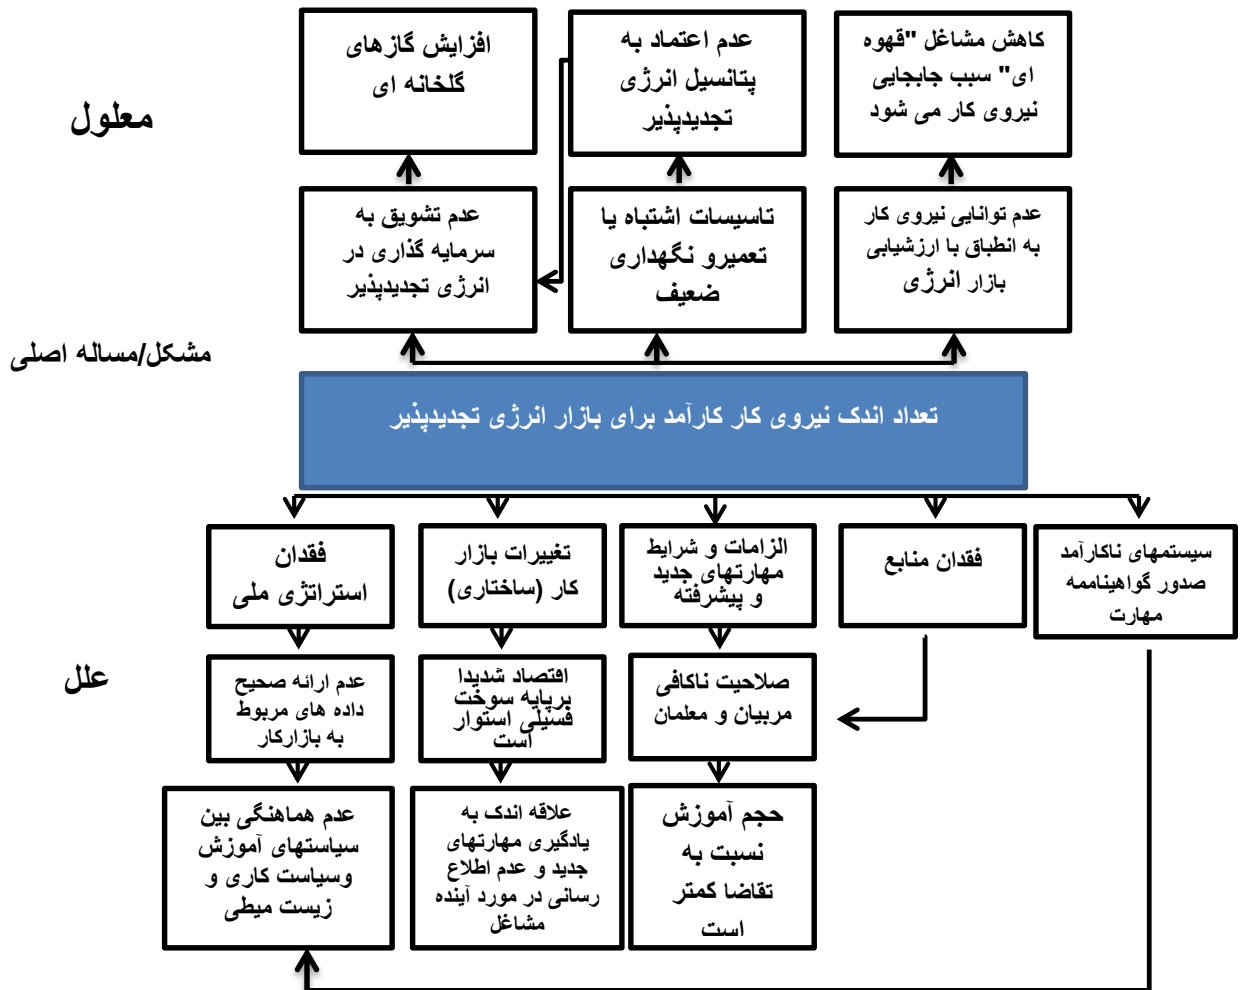 معلول
کاهش مشاغل "قهوه
ای" سبب جابجایی
نیروی کار می شود
عدم اعتماد به
پتانسیل انرژی
تجدیدپذیر
افزایش گازهای
گلخانه ای
عدم توانایی نیروی کار
به انطباق با ارزشیابی
بازار انرژی
تاسیسات اشتباه یا
تعمیرو نگهداری
ضعیف
عدم تشویق به
سرمایه گذاری در
انرژی تجدیدپذیر
مشکل/مساله اصلی
تعداد اندک نیروی کار کارآمد برای بازار انرژی تجدیدپذیر
علل
سیستمهای ناکارآمد
صدور گواهیناممه
مهارت
فقدان منابع
الزامات و شرایط
مهارتهای جدید
و پیشرفته
تغییرات بازار
کار (ساختاری)
فقدان
استراتژی ملی
صلاحیت ناکافی
مربیان و معلمان
اقتصاد شدیدا
برپایه سوخت
فسیلی استوار
است
عدم ارائه صحیح
داده های مربوط
به بازارکار
حجم آموزش
نسبت به
تقاضا کمتر
است
علاقه اندک به
یادگیری مهارتهای
جدید و عدم اطلاع
رسانی در مورد آینده
مشاغل
عدم هماهنگی بین
سیاستهای آموزش
وسیاست کاری و
زیست میطی